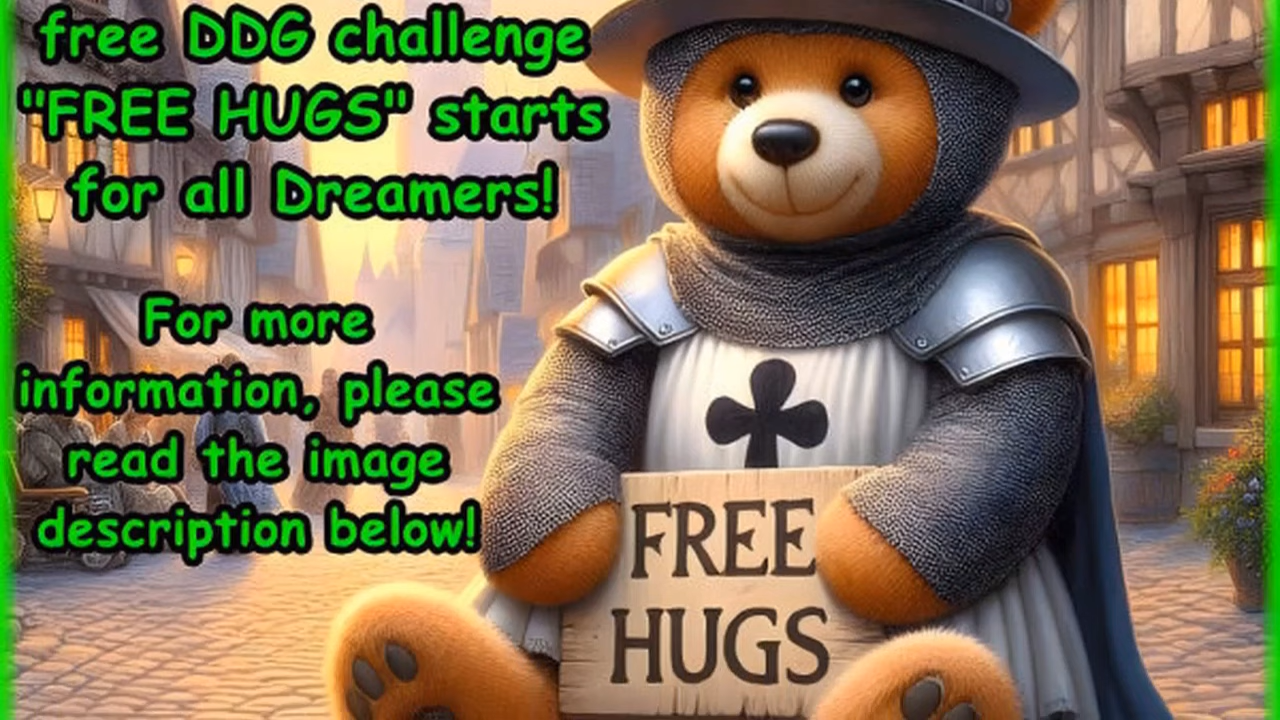 free DDG challenge
"FREE HUGS" starts
for all Dreamers!
For more
information, please
read the image
description below!
FREE
HUGS